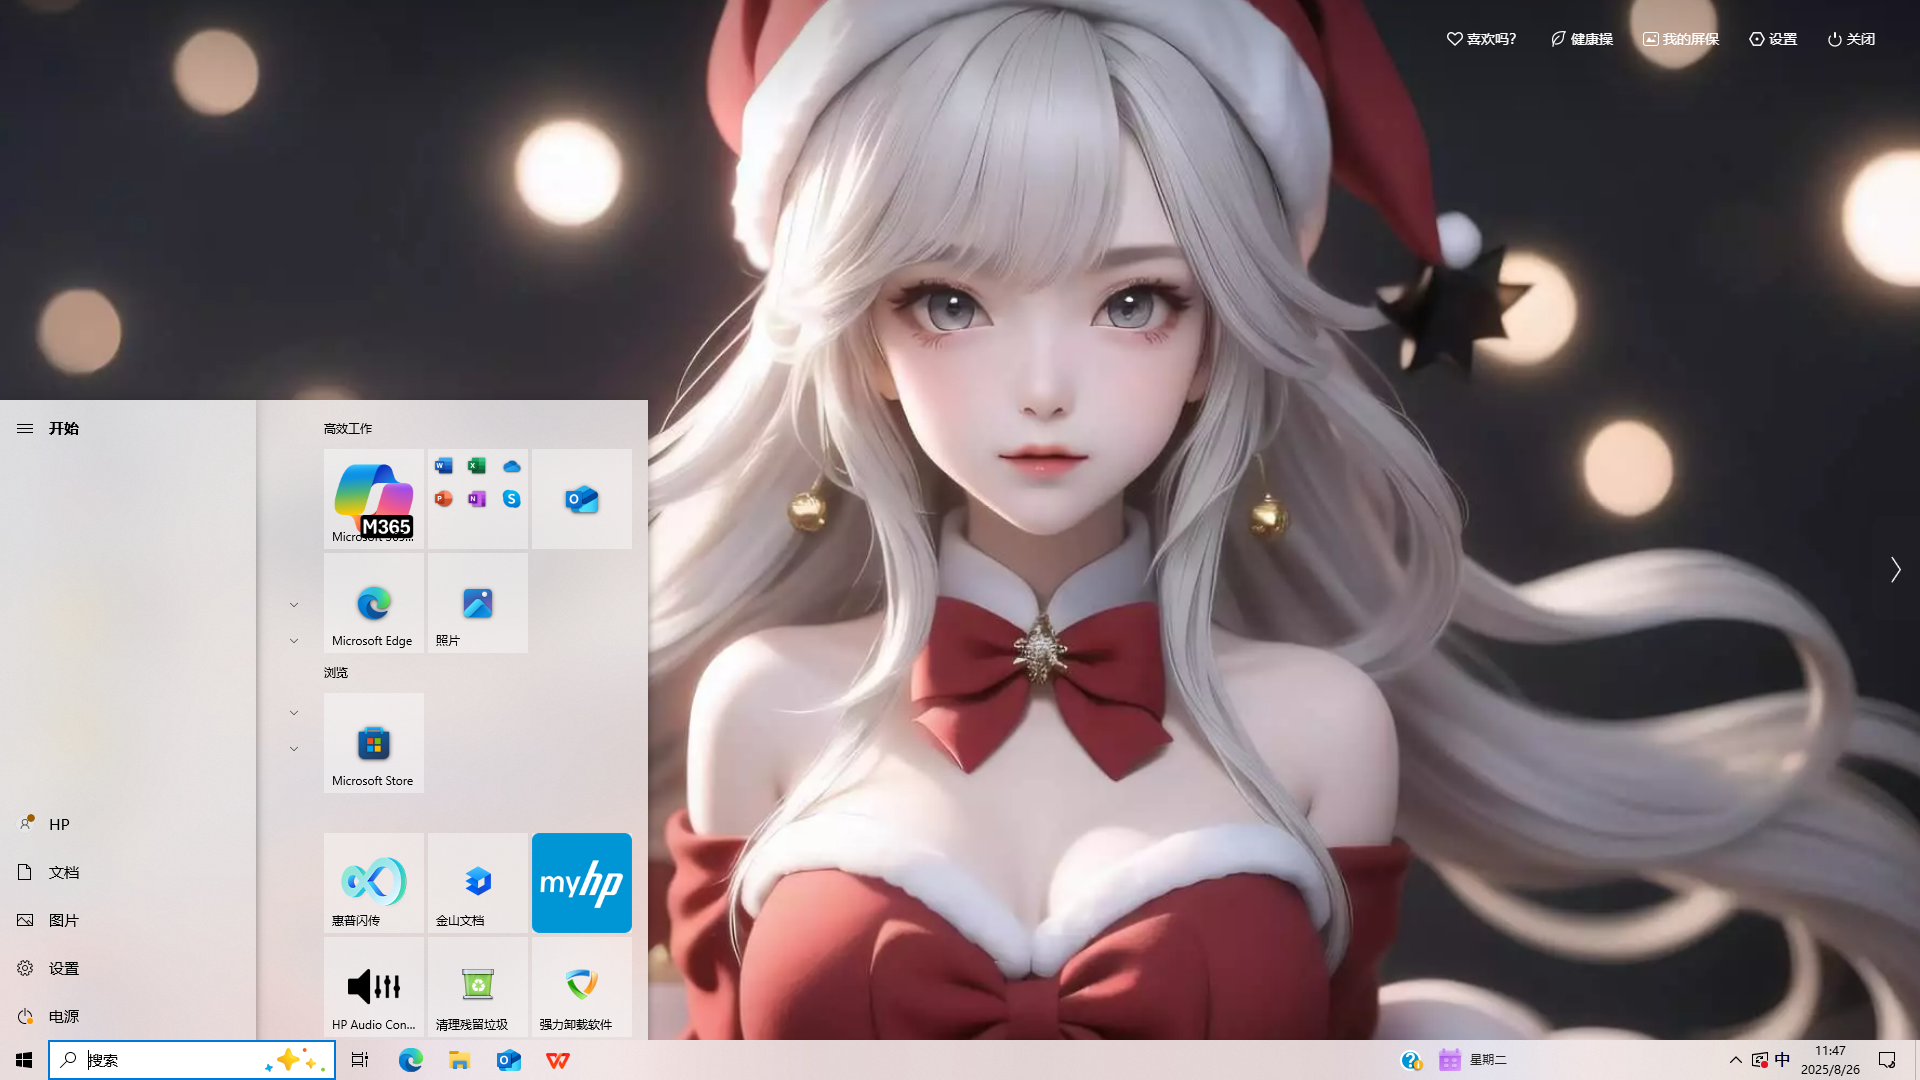 喜欢吗?
健康操
我的屏保
设置
关闭
开始
高效工作
M365
Microsoft 365...
W
X
P
N
S
O
Microsoft Edge
照片
浏览
Microsoft Store
HP
文档
图片
设置
电源
惠普闪传
金山文档
myhp
HP Audio Con...
清理残留垃圾
强力卸载软件
搜索
星期二
中
11:47
2025/8/26